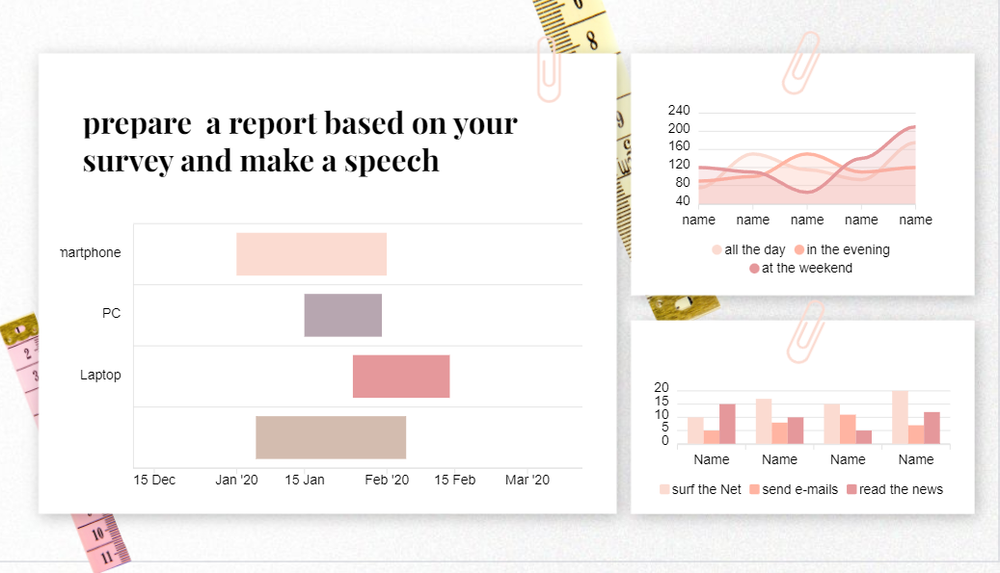 prepare a report based on your
survey and make a speech
martphone
PC
Laptop
15 Dec Jan '20 15 Jan Feb '20 15 Feb Mar '20
240
200
160
120
80
40
name name name name name
all the day in the evening
at the weekend
20
15
10
5
0
Name Name Name Name
surf the Net send e-mails read the news
8
9
2
3
10
11